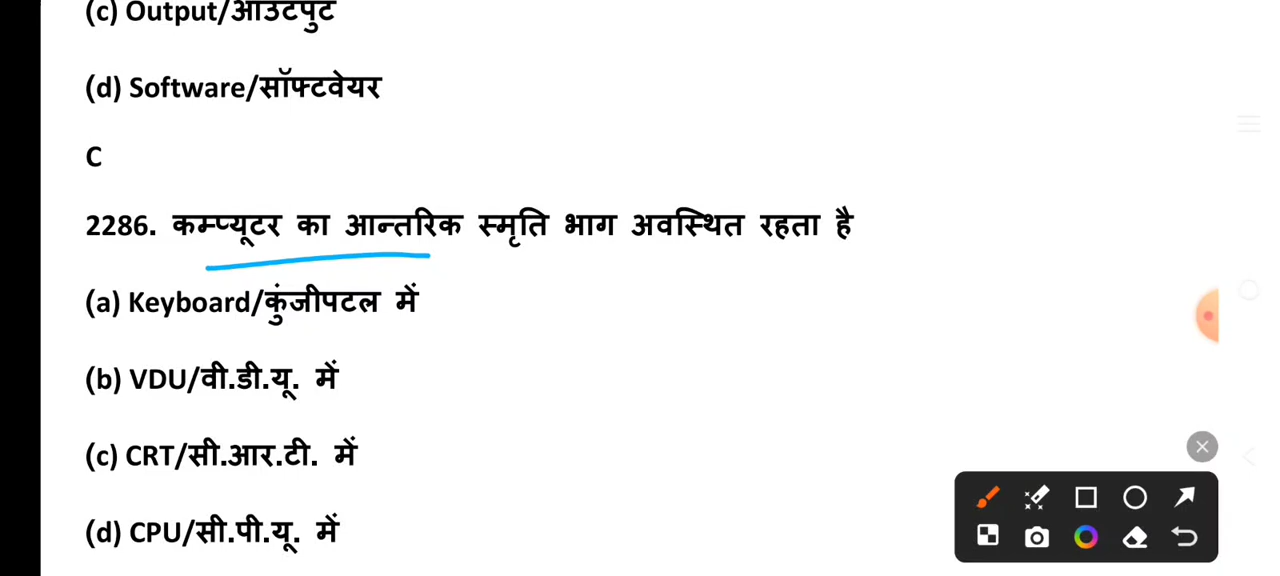 (c) Output/आउटपुट
(d) Software/सॉफ्टवेयर
C
2286. कम्प्यूटर का आन्तरिक स्मृति भाग अवस्थित रहता है
(a) Keyboard/कुंजीपटल में
(b) VDU/वी.डी.यू. में
(c) CRT/सी.आर.टी. में
(d) CPU/सी.पी.यू. में